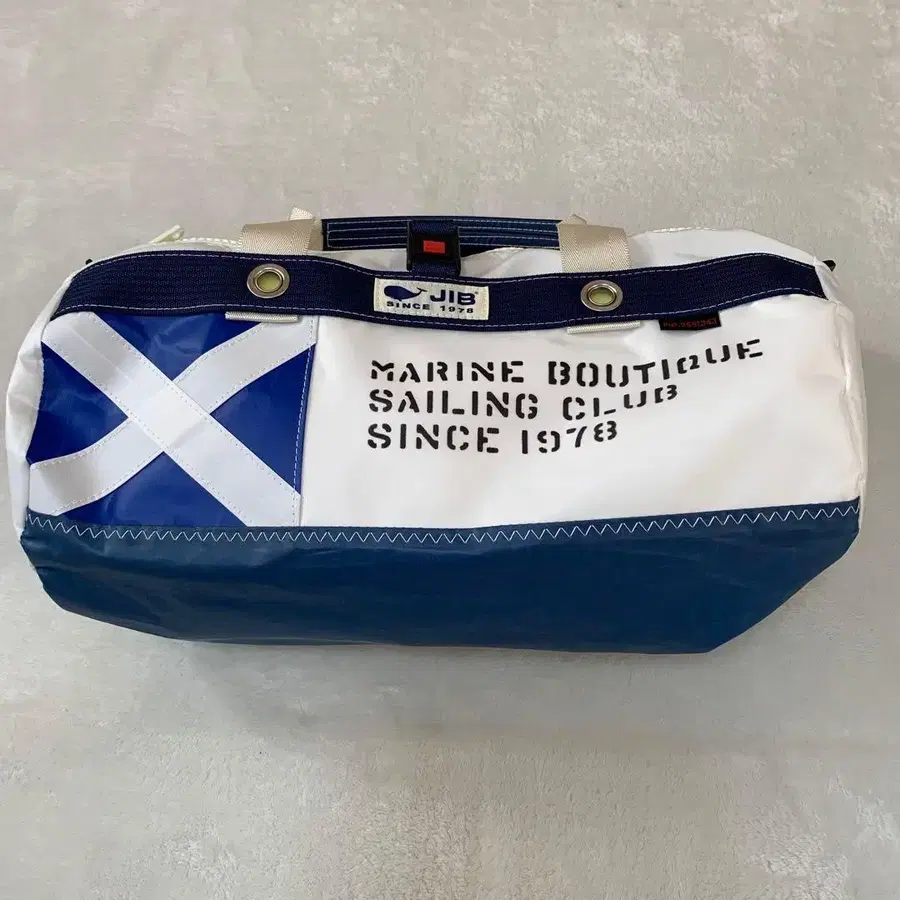 JIB
SINCE 1978
MARINE BOUTIQUE
SAILING CLUB
SINCE 1978